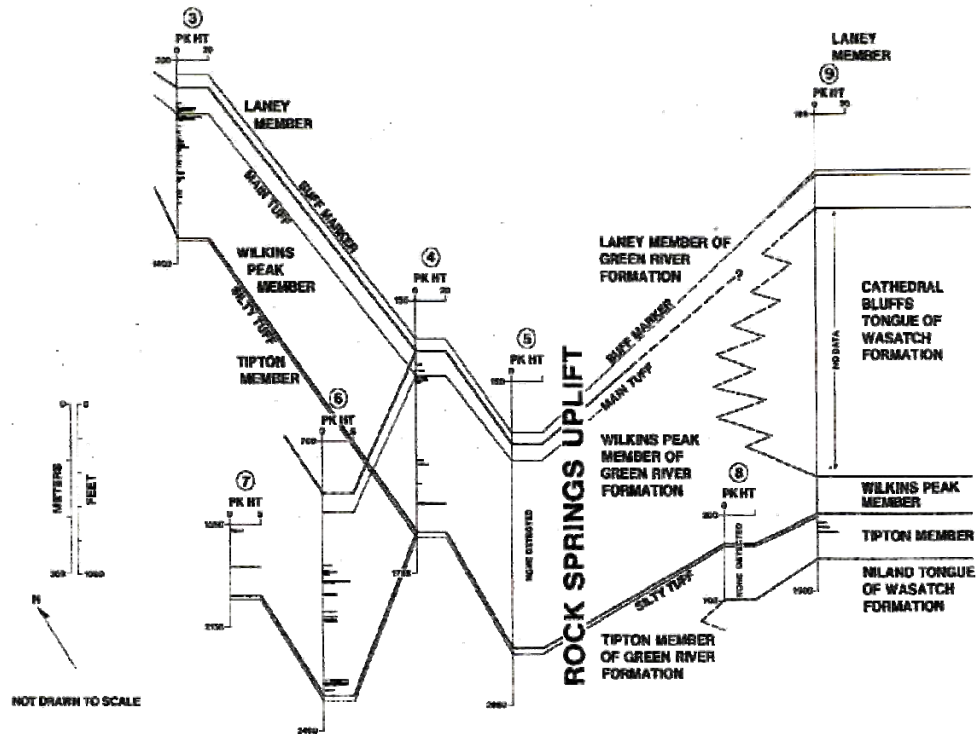 ③
PK HT
0 20
LANEY
MEMBER
⑨
PK HT
0 20
LANEY
MEMBER
BUFF MARKER
MAIN TUFF
WILKINS
PEAK
MEMBER
SILTY TUFF
TIPTON
MEMBER
④
PK HT
0 20
LANEY MEMBER OF
GREEN RIVER
FORMATION
?
BUFF MARKER
MAIN TUFF
CATHEDRAL
BLUFFS
TONGUE OF
WASATCH
FORMATION
NO DATA
⑤
PK HT
0
ROCK SPRINGS UPLIFT
⑥
PK HT
0 5
⑦
PK HT
0 5
METERS
FEET
WILKINS PEAK
MEMBER OF
GREEN RIVER
FORMATION
NONE DETECTED
⑧
PK HT
0
NONE DETECTED
WILKINS PEAK
MEMBER
TIPTON MEMBER
NILAND TONGUE
OF WASATCH
FORMATION
SILTY TUFF
TIPTON MEMBER
OF GREEN RIVER
FORMATION
N
NOT DRAWN TO SCALE